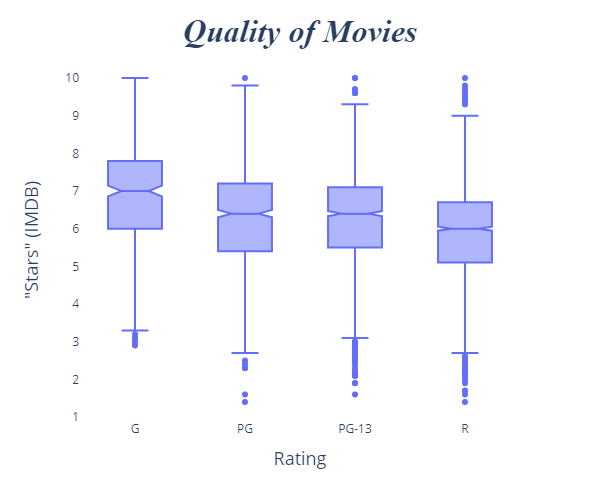 Quality of Movies
10
9
8
7
6
5
4
3
2
1
"Stars" (IMDB)
G PG PG-13 R
Rating